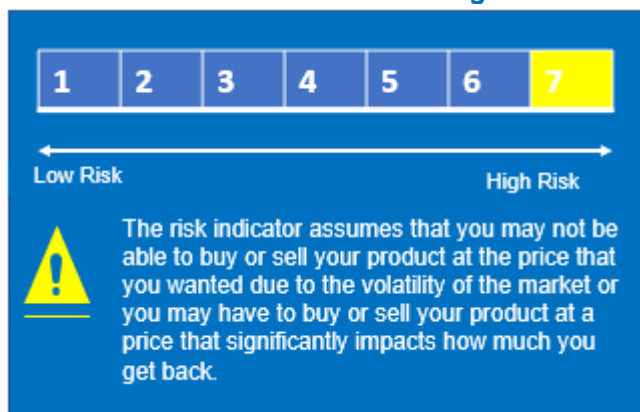 1 2 3 4 5 6 7
Low Risk High Risk
The risk indicator assumes that you may not be
able to buy or sell your product at the price that
you wanted due to the volatility of the market or
you may have to buy or sell your product at a
price that significantly impacts how much you
get back.